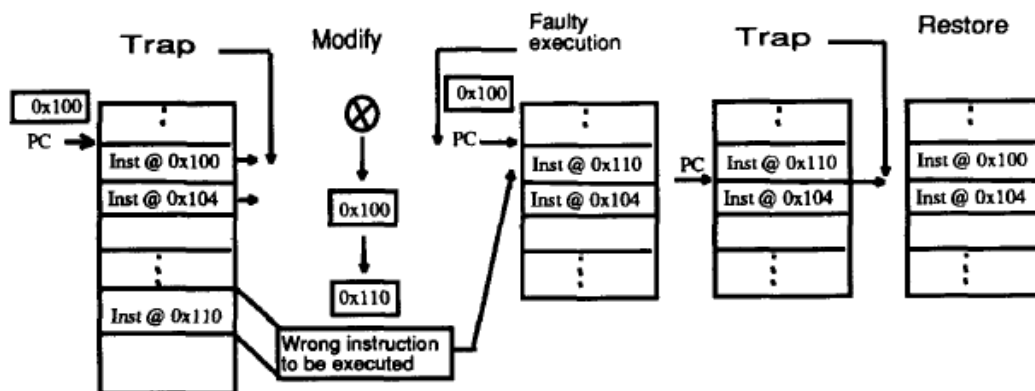 Trap
Modify
Faulty
execution
Trap
Restore
0x100
PC
Inst @ 0x100
Inst @ 0x104
Inst @ 0x110
0x100
0x110
Wrong instruction
to be executed
0x100
PC
Inst @ 0x110
Inst @ 0x104
PC
Inst @ 0x110
Inst @ 0x104
Inst @ 0x100
Inst @ 0x104